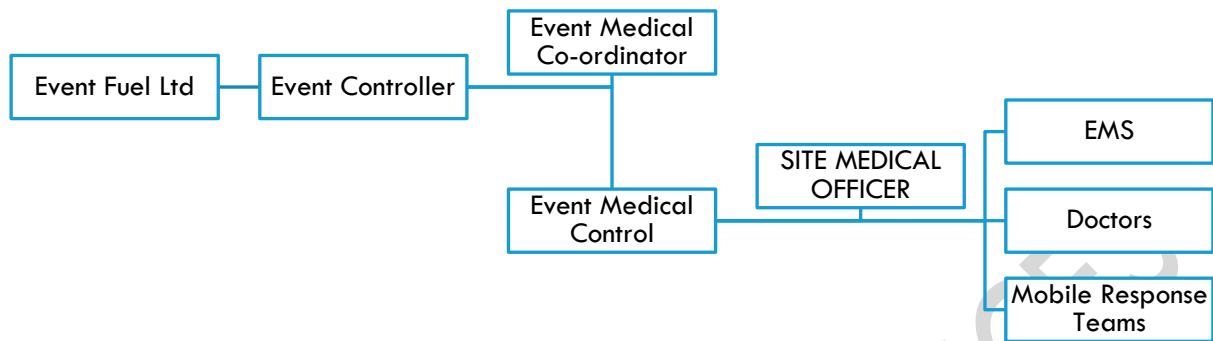 Event Medical
Co-ordinator
Event Fuel Ltd
Event Controller
EMS
SITE MEDICAL
OFFICER
Event Medical
Control
Doctors
Mobile Response
Teams